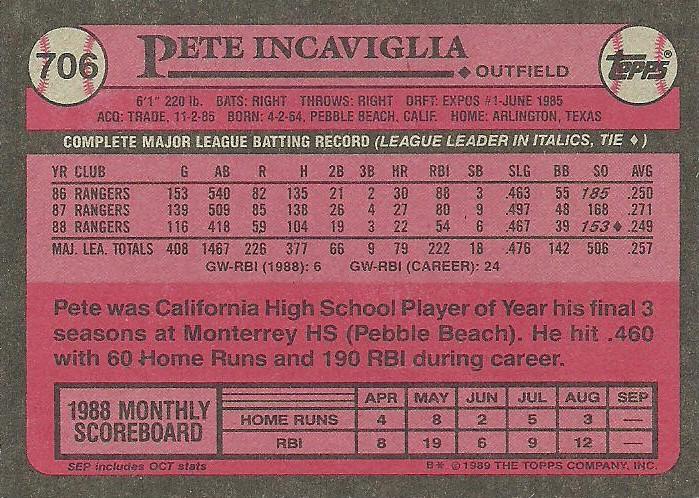 706
PETE INCAVIGLIA
OUTFIELD
TOPPS®
6'1" 220 lb. BATS: RIGHT THROWS: RIGHT DRFT: EXPOS #1-JUNE 1985
ACQ: TRADE, 11-2-85 BORN: 4-2-64, PEBBLE BEACH, CALIF. HOME: ARLINGTON, TEXAS
COMPLETE MAJOR LEAGUE BATTING RECORD (LEAGUE LEADER IN ITALICS, TIE ♦)
YR CLUB G AB R H 2B 3B HR RBI SB SLG BB SO AVG
86 RANGERS 153 540 82 135 21 2 30 88 3 .463 55 185 .250
87 RANGERS 139 509 85 138 26 4 27 80 9 .497 48 168 .271
88 RANGERS 116 418 59 104 19 3 22 54 6 .467 39 153♦ .249
MAJ. LEA. TOTALS 408 1467 226 377 66 9 79 222 18 .476 142 506 .257
GW-RBI (1988): 6 GW-RBI (CAREER): 24
Pete was California High School Player of Year his final 3
seasons at Monterrey HS (Pebble Beach). He hit .460
with 60 Home Runs and 190 RBI during career.
1988 MONTHLY
SCOREBOARD
APR MAY JUN JUL AUG SEP
HOME RUNS 4 8 2 5 3 —
RBI 8 19 6 9 12 —
SEP includes OCT stats
B* © 1989 THE TOPPS COMPANY, INC.